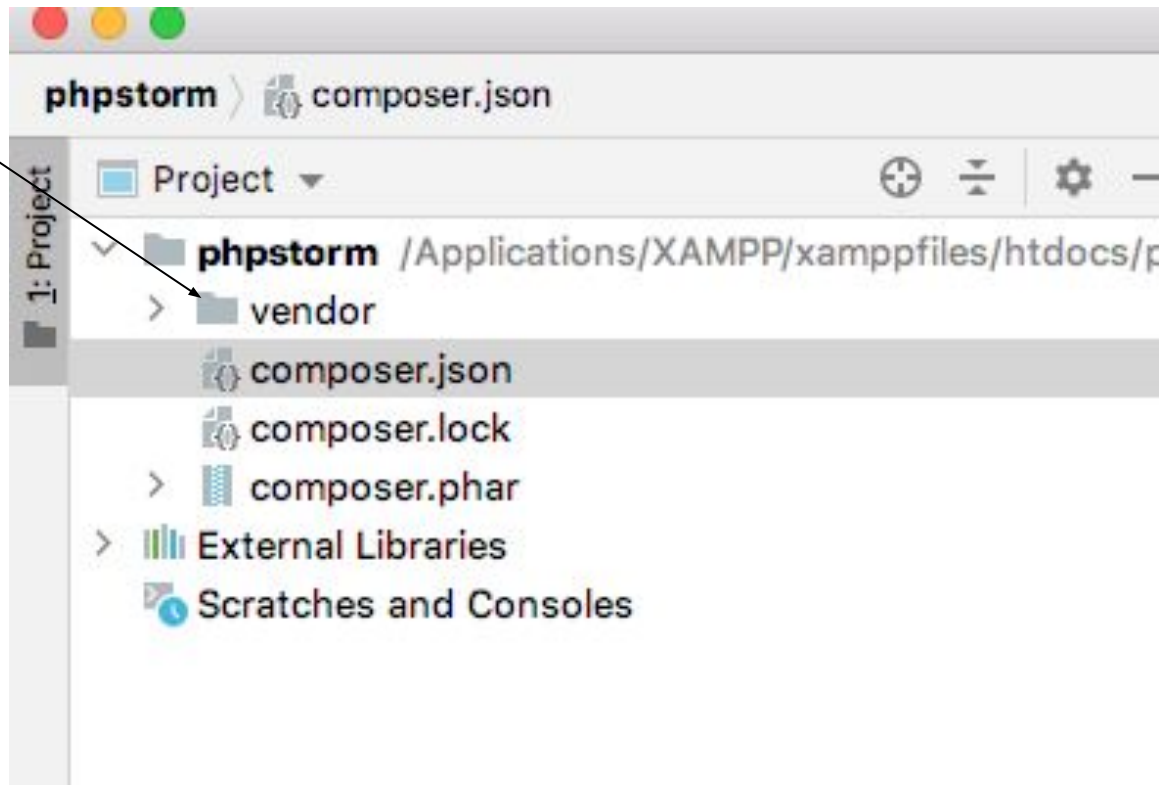 phpstorm composer.json
1: Project
Project
phpstorm /Applications/XAMPP/xamppfiles/htdocs/p
vendor
composer.json
composer.lock
composer.phar
External Libraries
Scratches and Consoles